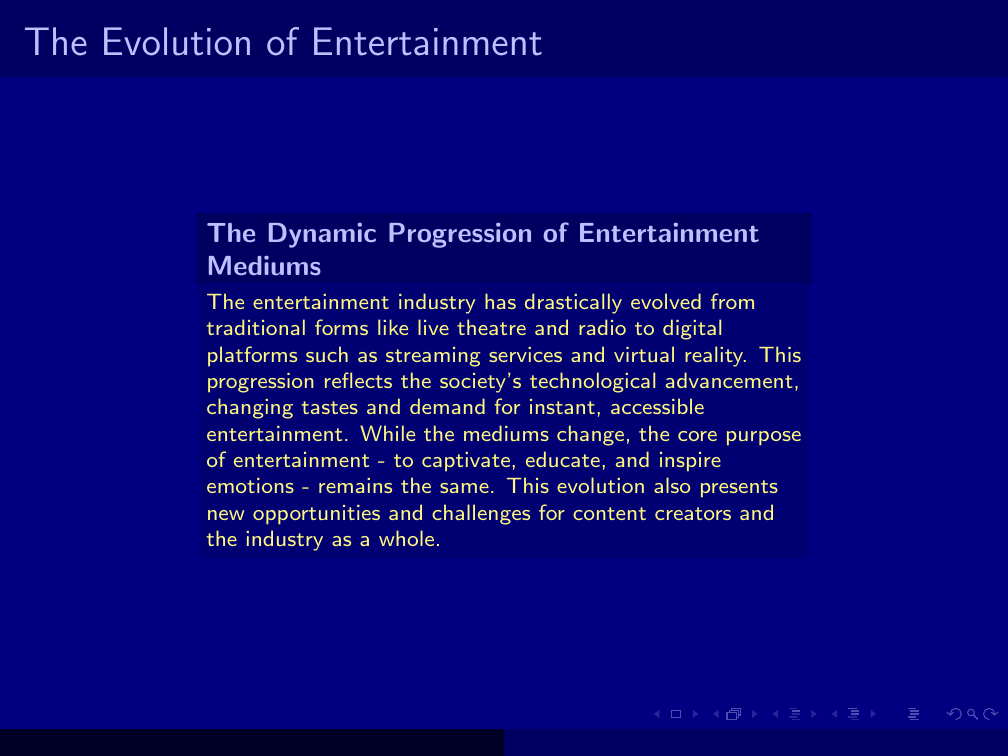 The Evolution of Entertainment
The Dynamic Progression of Entertainment
Mediums
The entertainment industry has drastically evolved from
traditional forms like live theatre and radio to digital
platforms such as streaming services and virtual reality. This
progression reflects the society's technological advancement,
changing tastes and demand for instant, accessible
entertainment. While the mediums change, the core purpose
of entertainment - to captivate, educate, and inspire
emotions - remains the same. This evolution also presents
new opportunities and challenges for content creators and
the industry as a whole.